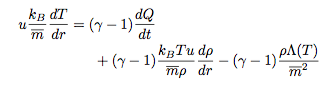 u \frac{k_B}{\overline{m}} \frac{dT}{dr} = (\gamma - 1) \frac{dQ}{dt}
+ (\gamma - 1) \frac{k_B T u}{\overline{m} \rho} \frac{d\rho}{dr} - (\gamma - 1) \frac{\rho \Lambda(T)}{\overline{m}^2}